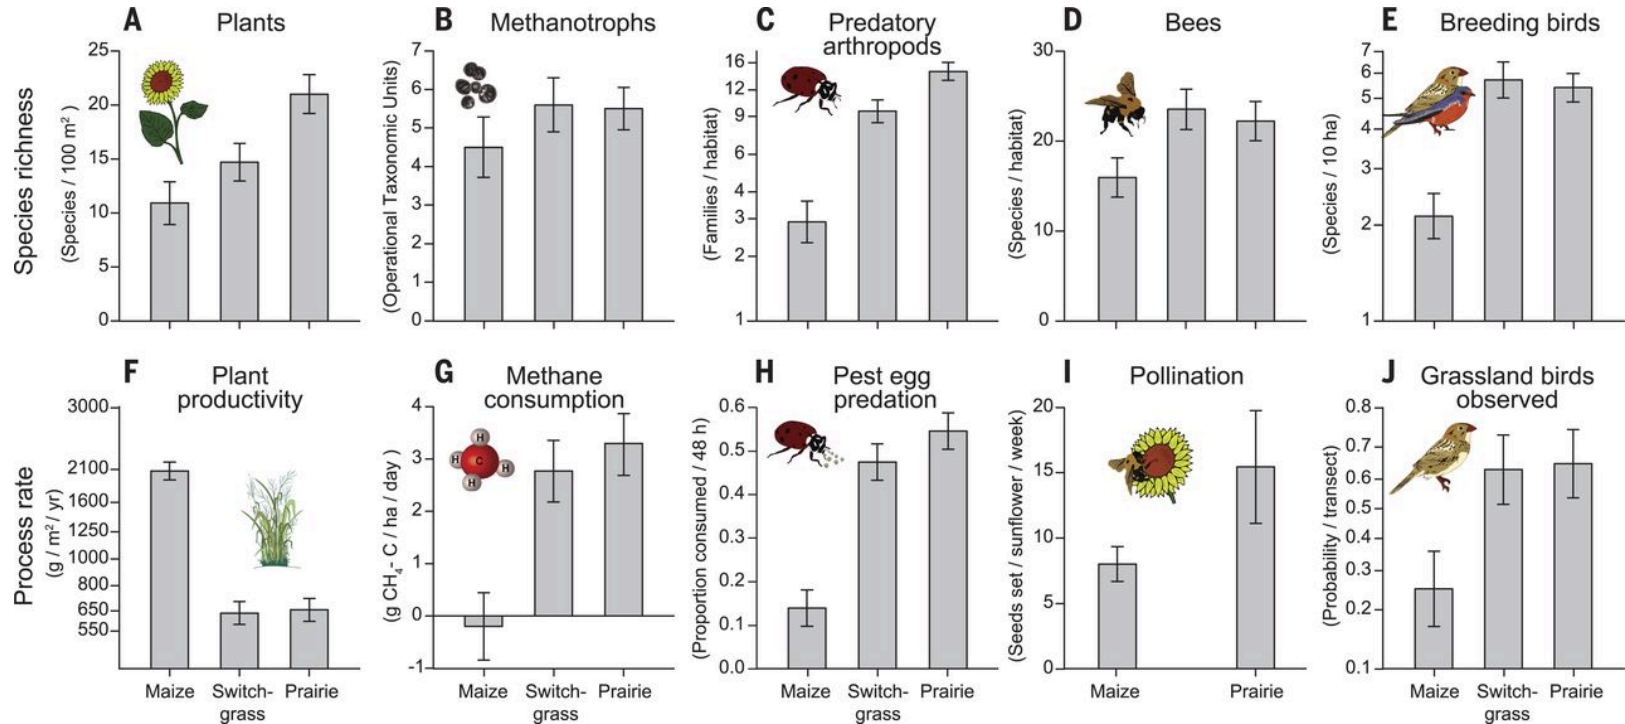 A
Plants
Species richness
(Species / 100 m²)
25
20
15
10
5
0
B
Methanotrophs
(Operational Taxonomic Units)
7
6
5
4
3
2
1
0
C
Predatory
arthropods
(Families / habitat)
16
12
9
6
4
3
2
1
D
Bees
(Species / habitat)
30
20
10
0
E
Breeding birds
(Species / 10 ha)
7
6
5
4
3
2
1
F
Plant
productivity
Process rate
(g / m² / yr)
3000
2100
1600
1250
1000
800
650
550
Maize
Switch-
grass
Prairie
G
Methane
consumption
(g CH₄- C / ha / day)
4
3
2
1
0
-1
H
H
C
H
H
Maize
Switch-
grass
Prairie
H
Pest egg
predation
(Proportion consumed / 48 h)
0.6
0.5
0.4
0.3
0.2
0.1
0.0
Maize
Switch-
grass
Prairie
I
Pollination
(Seeds set / sunflower / week)
20
15
10
5
0
Maize
Prairie
J
Grassland birds
observed
(Probability / transect)
0.8
0.7
0.6
0.5
0.4
0.3
0.2
0.1
Maize
Switch-
grass
Prairie